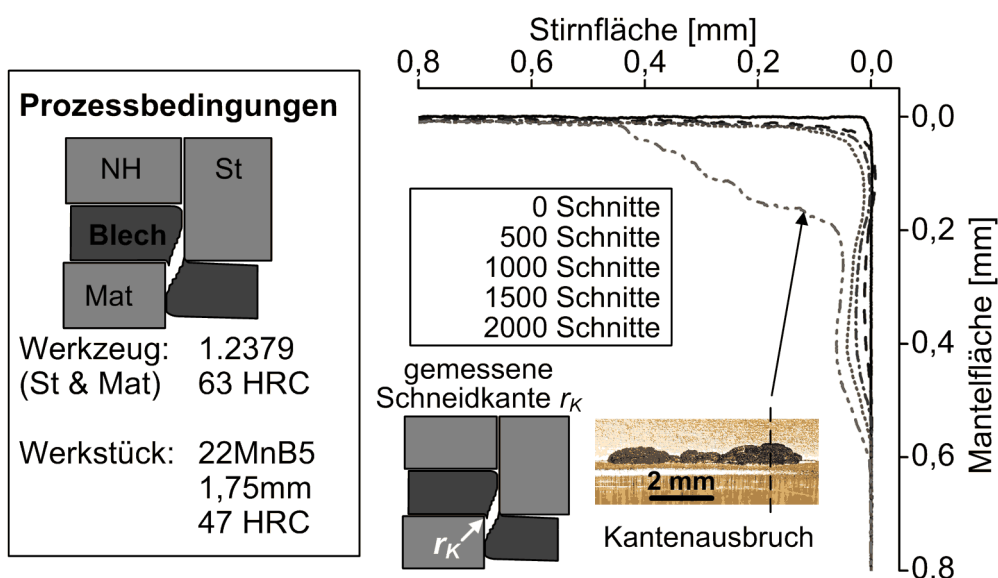 Prozessbedingungen
NH
St
Blech
Mat
Werkzeug: 1.2379
(St & Mat) 63 HRC
Werkstück: 22MnB5
1,75mm
47 HRC
Stirnfläche [mm]
0,8 0,6 0,4 0,2 0,0
0 Schnitte
500 Schnitte
1000 Schnitte
1500 Schnitte
2000 Schnitte
gemessene
Schneidkante rK
rK
2 mm
Kantenausbruch
0,0
0,2
0,4
0,6
0,8
Mantelfläche [mm]